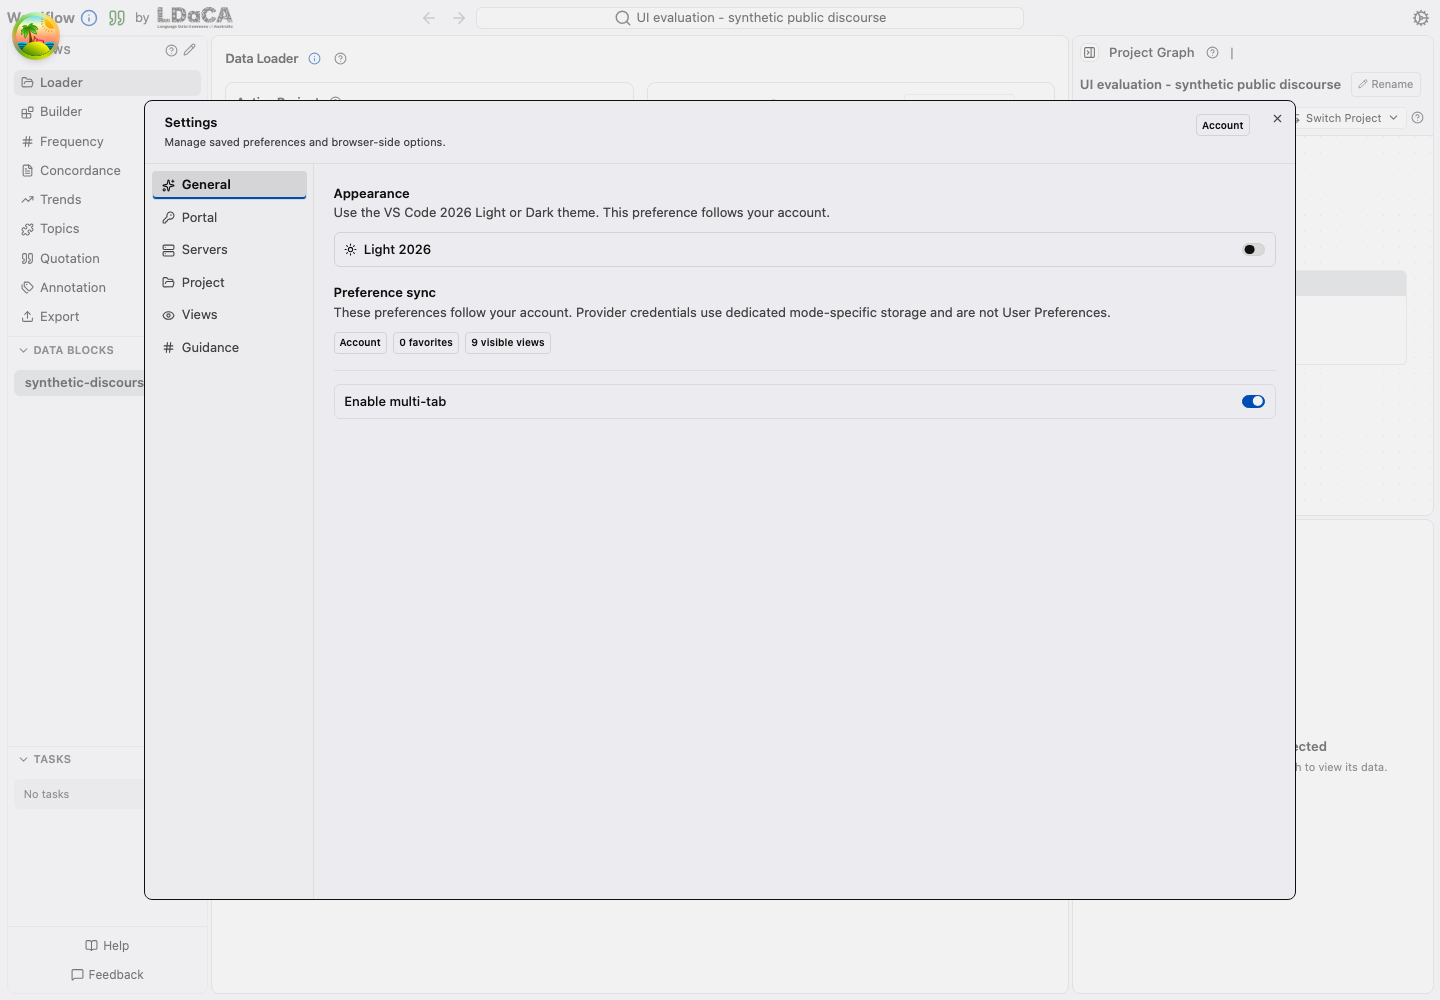 by LDaCA
UI evaluation - synthetic public discourse
Loader
Builder
Frequency
Concordance
Trends
Topics
Quotation
Annotation
Export
DATA BLOCKS
synthetic-discours
TASKS
No tasks
Help
Feedback
Data Loader
Project Graph
UI evaluation - synthetic public discourse
Rename
Switch Project
Settings
Manage saved preferences and browser-side options.
Account
General
Portal
Servers
Project
Views
Guidance
Appearance
Use the VS Code 2026 Light or Dark theme. This preference follows your account.
Light 2026
Preference sync
These preferences follow your account. Provider credentials use dedicated mode-specific storage and are not User Preferences.
Account
0 favorites
9 visible views
Enable multi-tab
to view its data.